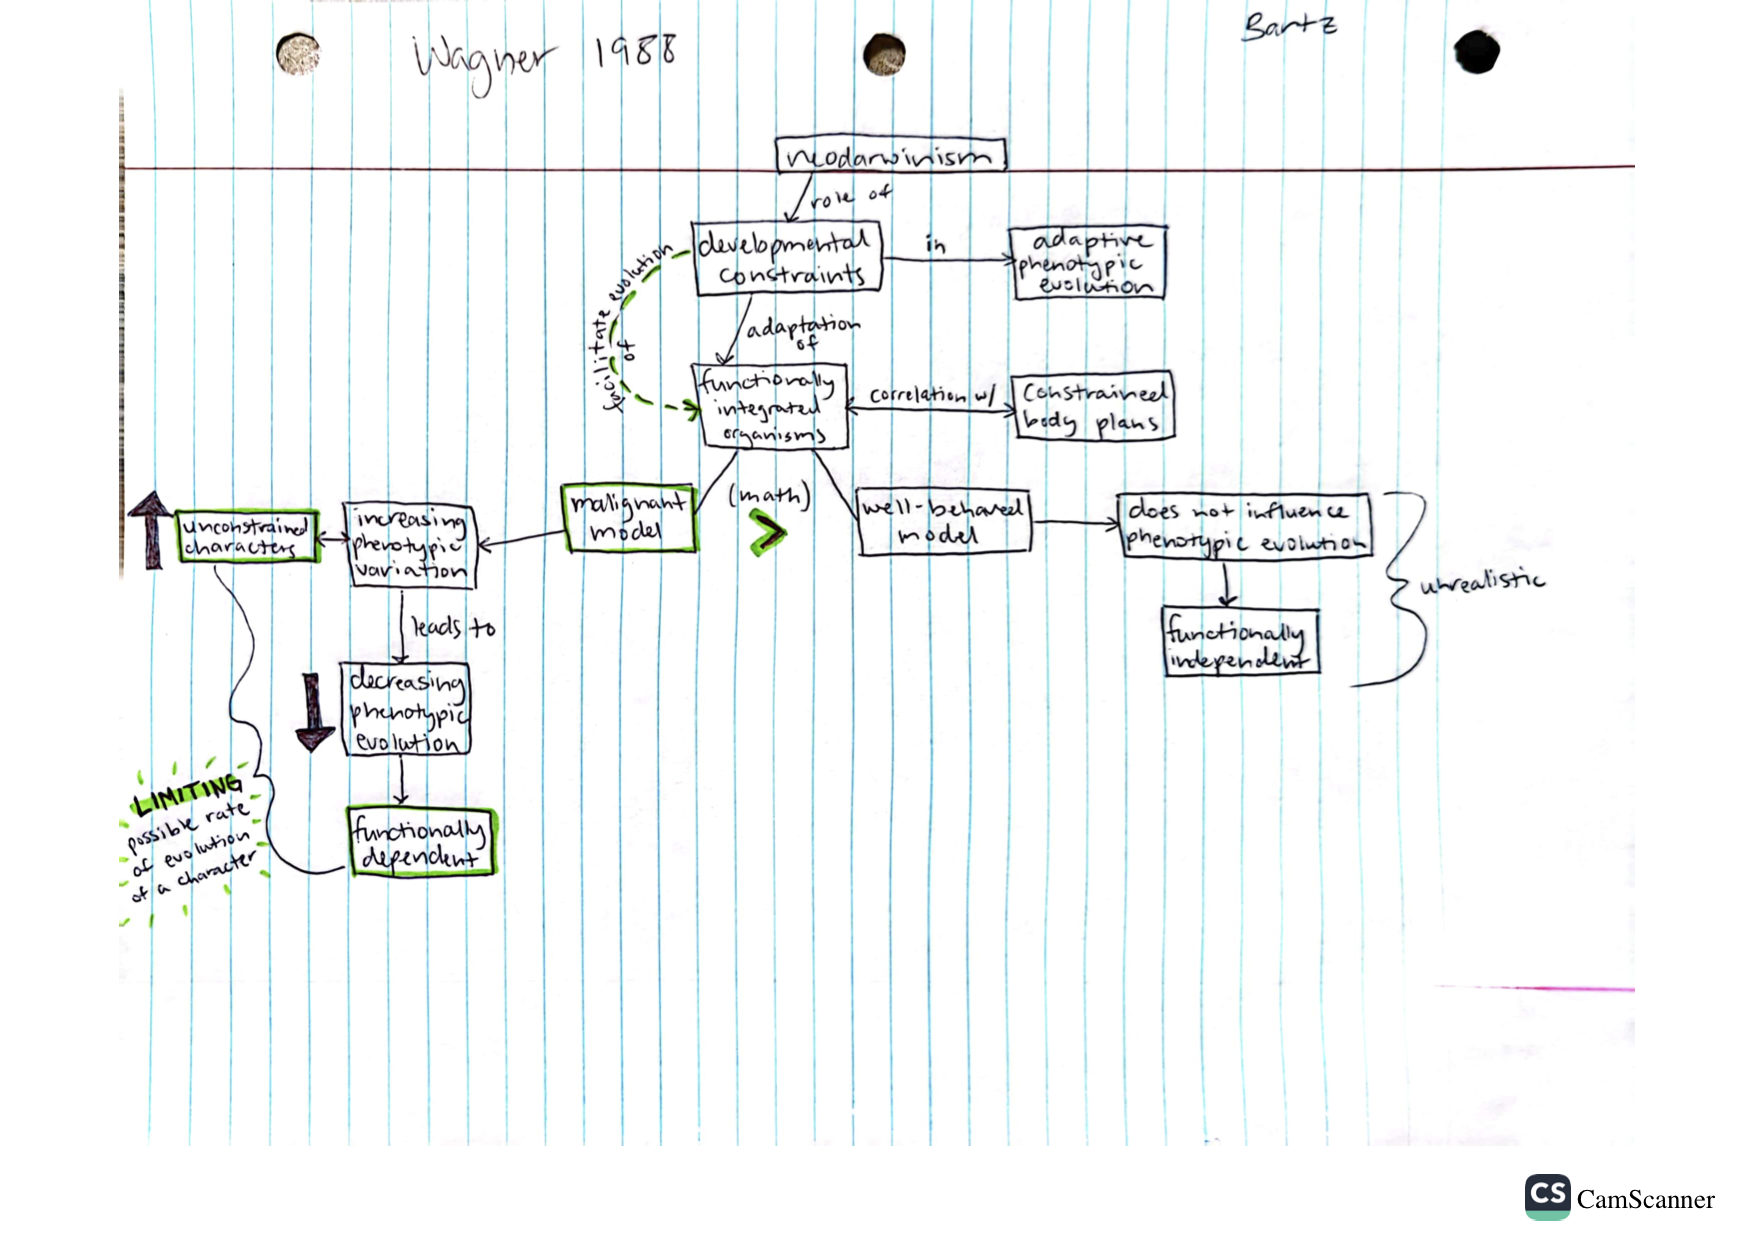 Wagner 1988
Bartz
neodarwinism
role of
developmental
constraints
in
adaptive
phenotypic
evolution
facilitate evolution
of
adaptation
of
functionally
integrated
organisms
correlation w/
constrained
body plans
malignant
model
(math)
>
well-behaved
model
does not influence
phenotypic evolution
functionally
independent
unrealistic
increasing
phenotypic
variation
unconstrained
characters
leads to
decreasing
phenotypic
evolution
functionally
dependent
LIMITING
possible rate
of evolution
of a character
CS CamScanner